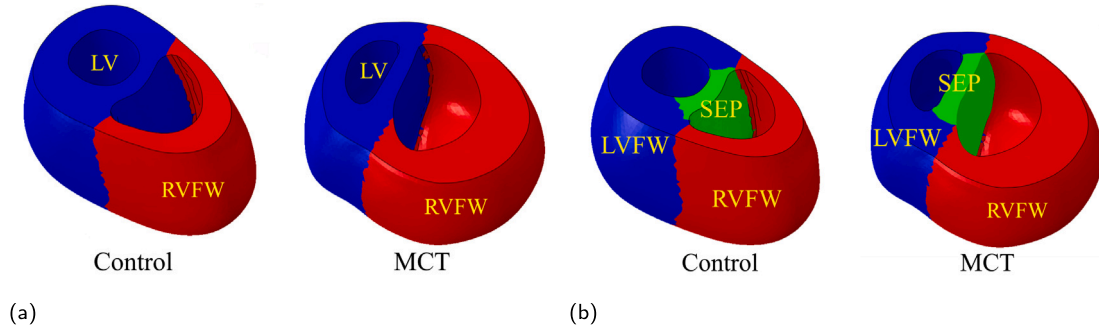 LV
RVFW
Control
LV
RVFW
MCT
(a)
SEP
LVFW
RVFW
Control
SEP
LVFW
RVFW
MCT
(b)